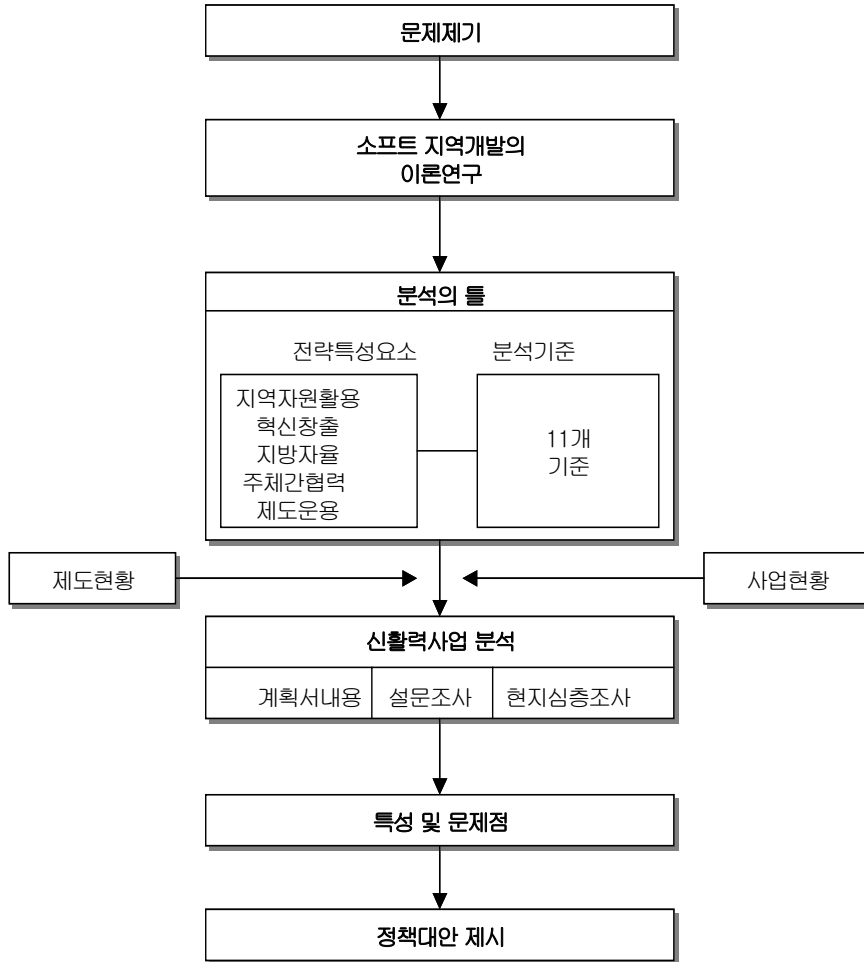 문제제기
소프트 지역개발의
이론연구
분석의 틀
전략특성요소 분석기준
지역자원활용
혁신창출
지방자율
주체간협력
제도운용
11개
기준
제도현황
사업현황
신활력사업 분석
계획서내용 설문조사 현지심층조사
특성 및 문제점
정책대안 제시